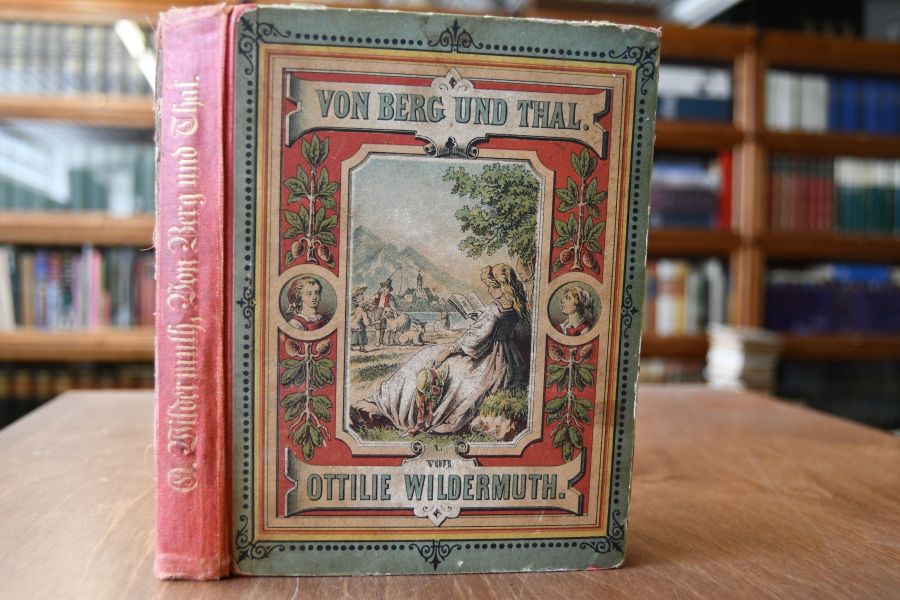 VON BERG UND THAL.
VON
OTTILIE WILDERMUTH.
O. Wildermuth, Von Berg und Thal.